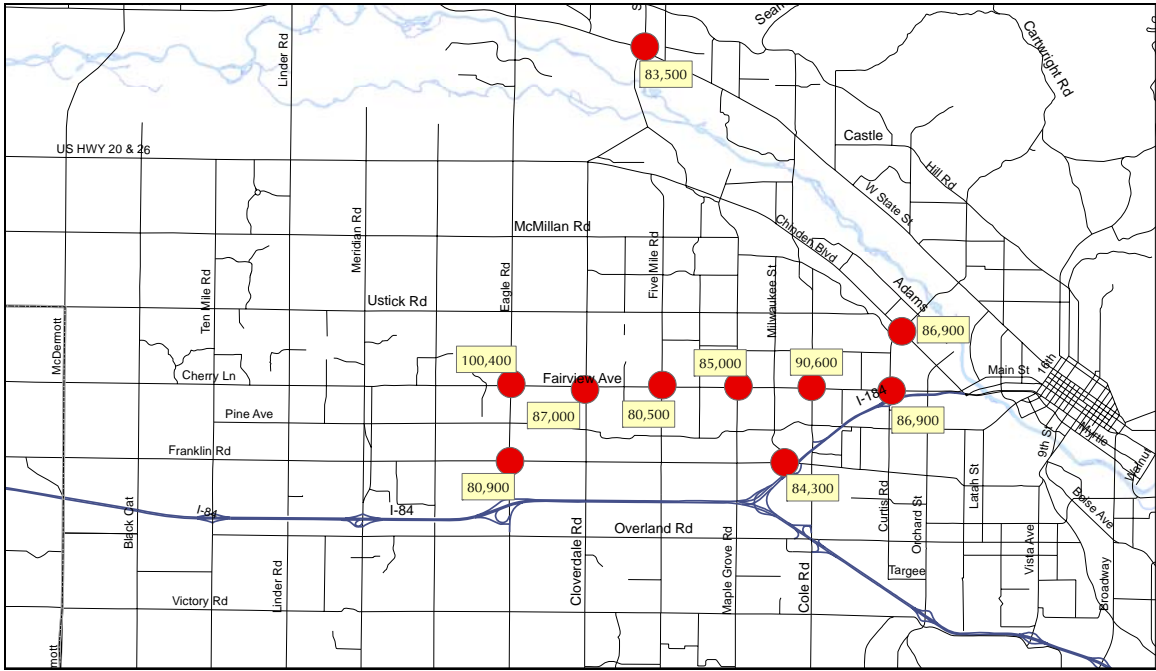 S
Sean
83,500
Linder Rd
Cartwright Rd
US HWY 20 & 26
Castle
Hill Rd
W State St
McMillan Rd
Chinden Blvd
Meridian Rd
Five Mile Rd
Eagle Rd
Ten Mile Rd
Milwaukee St
Adams
Ustick Rd
86,900
McDermott
100,400
85,000
90,600
16th
Main St
Cherry Ln
Fairview Ave
I-184
87,000
80,500
86,900
Pine Ave
Myrtle
9th St
Franklin Rd
Walnut
80,900
84,300
Latah St
Curtis Rd
Boise Ave
I-84
I-84
Black Cat
Orchard St
Overland Rd
Vista Ave
Cloverdale Rd
Maple Grove Rd
Cole Rd
Linder Rd
Targee
Broadway
Victory Rd
mott